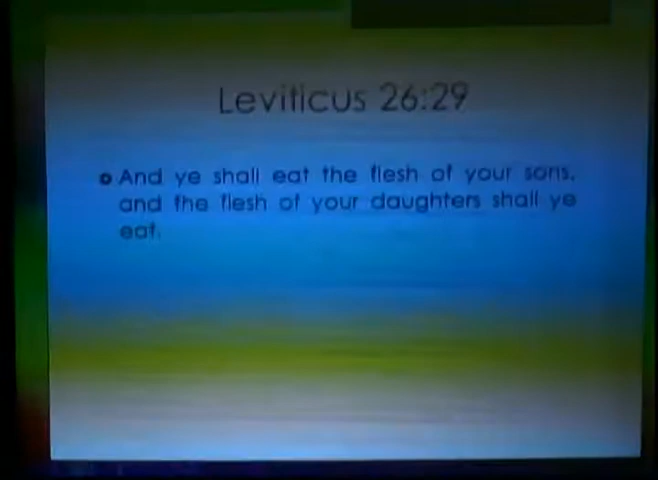 Leviticus 26:29
And ye shall eat the flesh of your sons,
and the flesh of your daughters shall ye
eat.